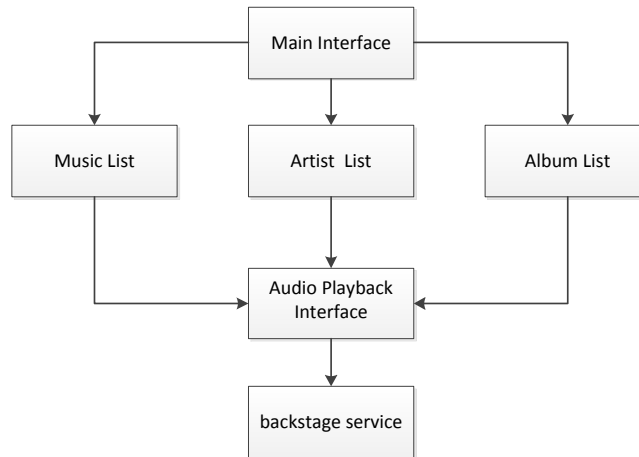 Main Interface
Music List
Artist  List
Album List
Audio Playback
Interface
backstage service